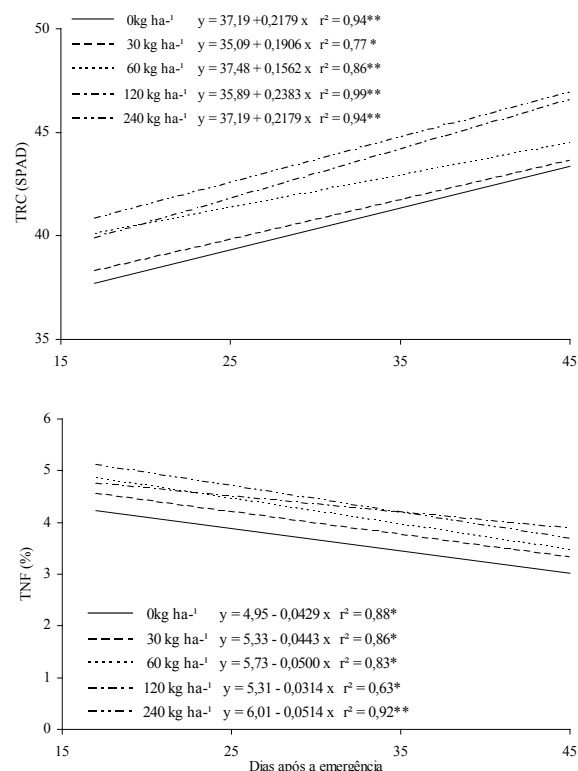 50
0kg ha-¹ y = 37,19 +0,2179 x r² = 0,94**
30 kg ha-¹ y = 35,09 + 0,1906 x r² = 0,77 *
60 kg ha-¹ y = 37,48 + 0,1562 x r² = 0,86**
120 kg ha-¹ y = 35,89 + 0,2383 x r² = 0,99**
240 kg ha-¹ y = 37,19 + 0,2179 x r² = 0,94**
45
TRC (SPAD)
40
35
15 25 35 45
6
5
4
TNF (%)
3
2
0kg ha-¹ y = 4,95 - 0,0429 x r² = 0,88*
30 kg ha-¹ y = 5,33 - 0,0443 x r² = 0,86*
60 kg ha-¹ y = 5,73 - 0,0500 x r² = 0,83*
120 kg ha-¹ y = 5,31 - 0,0314 x r² = 0,63*
240 kg ha-¹ y = 6,01 - 0,0514 x r² = 0,92**
1
0
15 25 35 45
Dias após a emergência